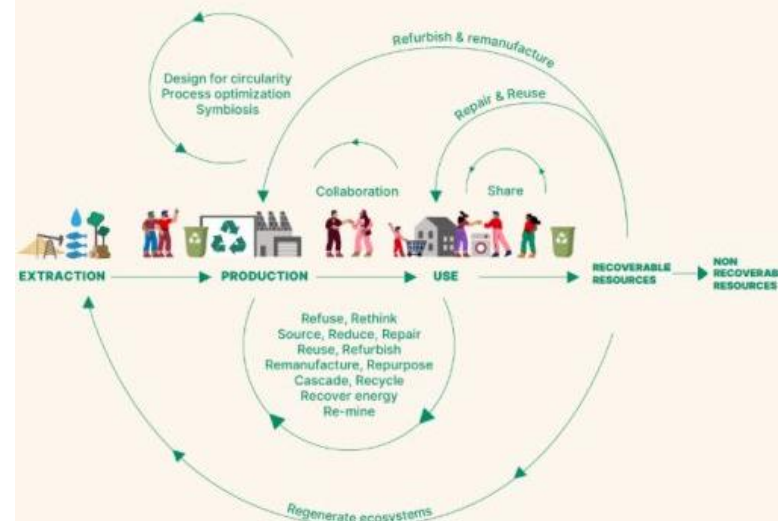 Refurbish & remanufacture
Design for circularity
Process optimization
Symbiosis
Repair & Reuse
Collaboration
Share
EXTRACTION
PRODUCTION
USE
RECOVERABLE
RESOURCES
NON
RECOVERAB
RESOURCES
Refuse, Rethink
Source, Reduce, Repair
Reuse, Refurbish
Remanufacture, Repurpose
Cascade, Recycle
Recover energy
Re-mine
Regenerate ecosystems